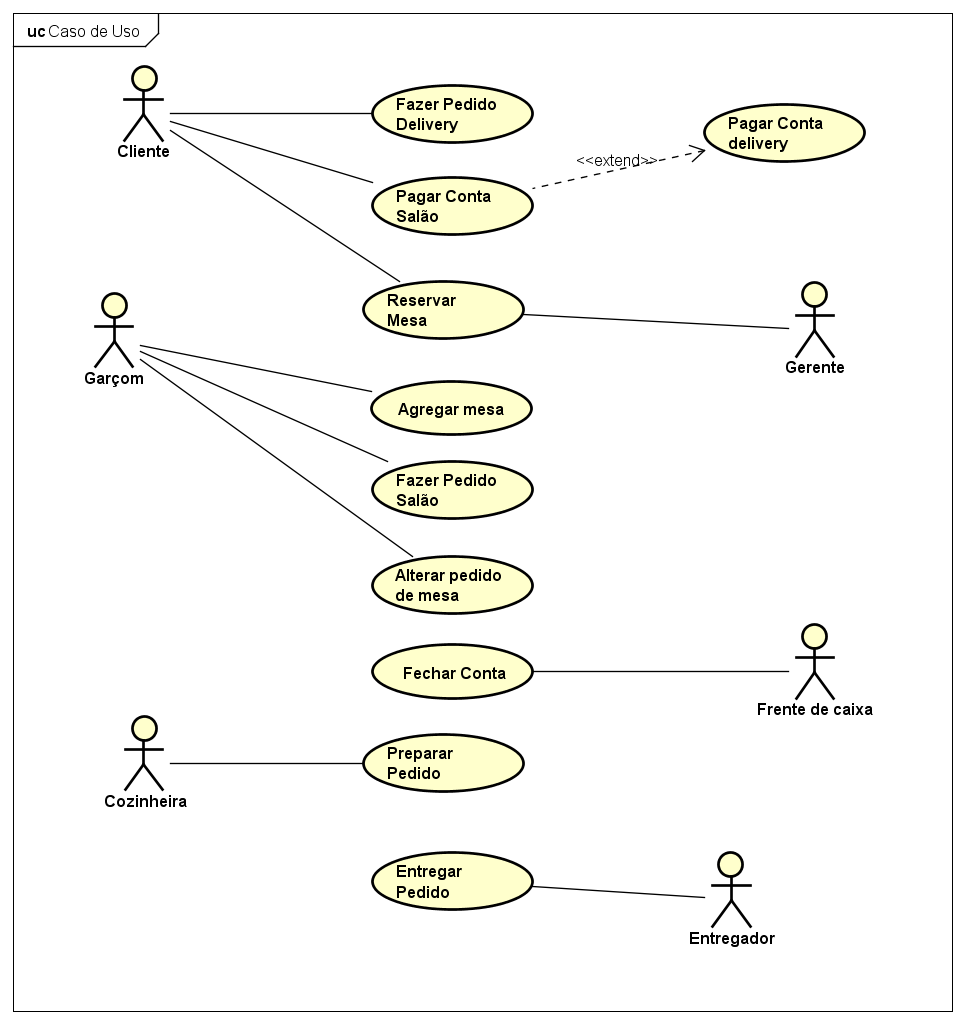 uc Caso de Uso
Cliente
Fazer Pedido
Delivery
Pagar Conta
delivery
<<extend>>
Pagar Conta
Salão
Reservar
Mesa
Gerente
Garçom
Agregar mesa
Fazer Pedido
Salão
Alterar pedido
de mesa
Fechar Conta
Frente de caixa
Preparar
Pedido
Cozinheira
Entregar
Pedido
Entregador